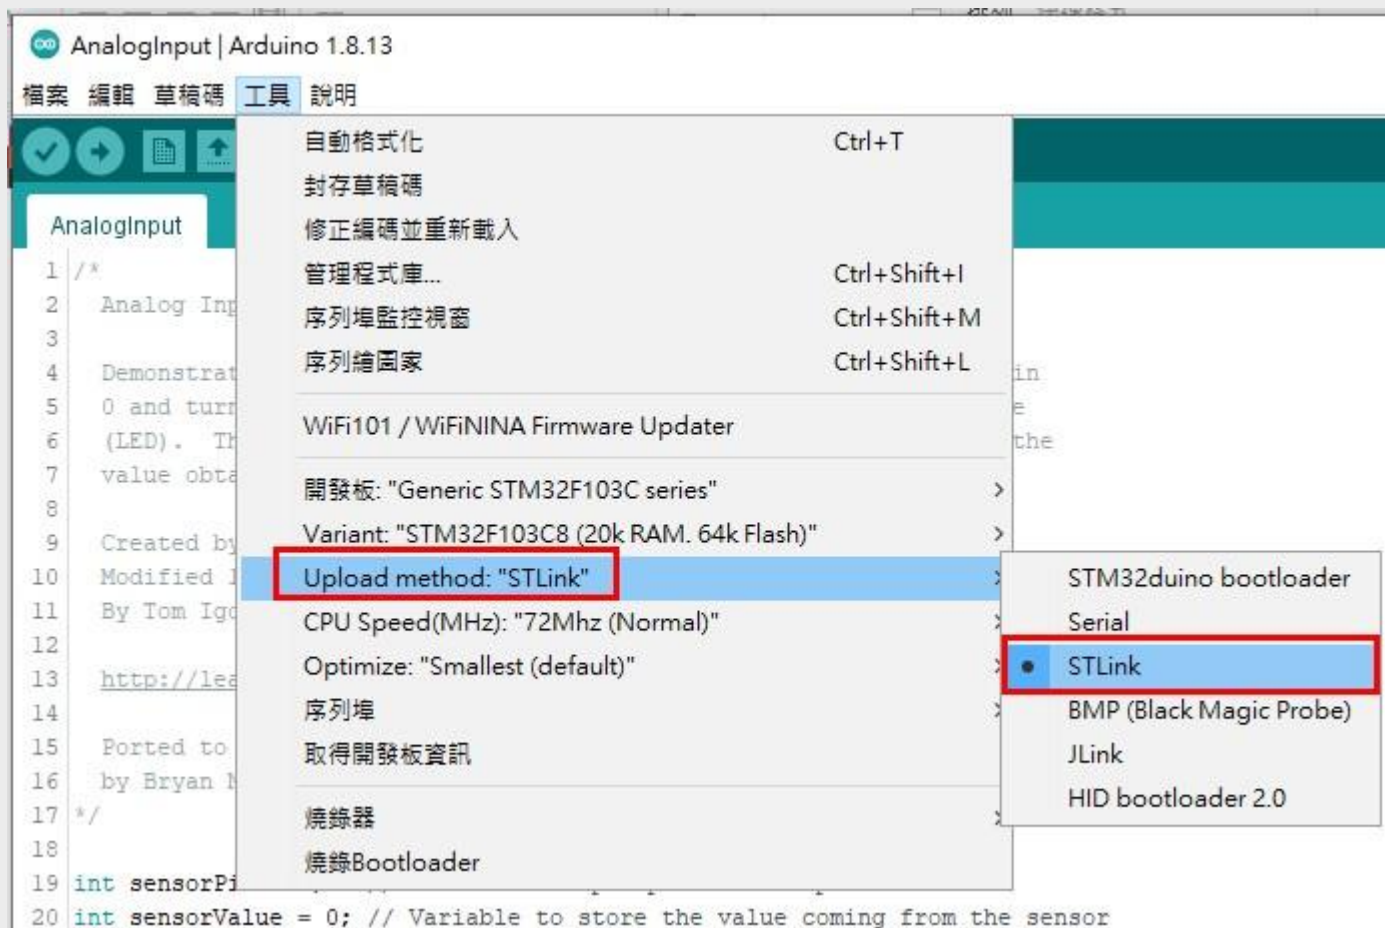 AnalogInput | Arduino 1.8.13
檔案 編輯 草稿碼 工具 說明
自動格式化 Ctrl+T
封存草稿碼
修正編碼並重新載入
管理程式庫... Ctrl+Shift+I
序列埠監控視窗 Ctrl+Shift+M
序列繪圖家 Ctrl+Shift+L
WiFi101 / WiFiNINA Firmware Updater
開發板: "Generic STM32F103C series"
Variant: "STM32F103C8 (20k RAM. 64k Flash)"
Upload method: "STLink"
CPU Speed(MHz): "72Mhz (Normal)"
Optimize: "Smallest (default)"
序列埠
取得開發板資訊
燒錄器
燒錄Bootloader
STM32duino bootloader
Serial
STLink
BMP (Black Magic Probe)
JLink
HID bootloader 2.0
AnalogInput
1 /*
2 Analog Inp
3
4 Demonstrat in
5 0 and turn e
6 (LED). Th the
7 value obta
8
9 Created by
10 Modified
11 By Tom Igo
12
13 http://lea
14
15 Ported to
16 by Bryan
17 */
18
19 int sensorPi
20 int sensorValue = 0; // Variable to store the value coming from the sensor